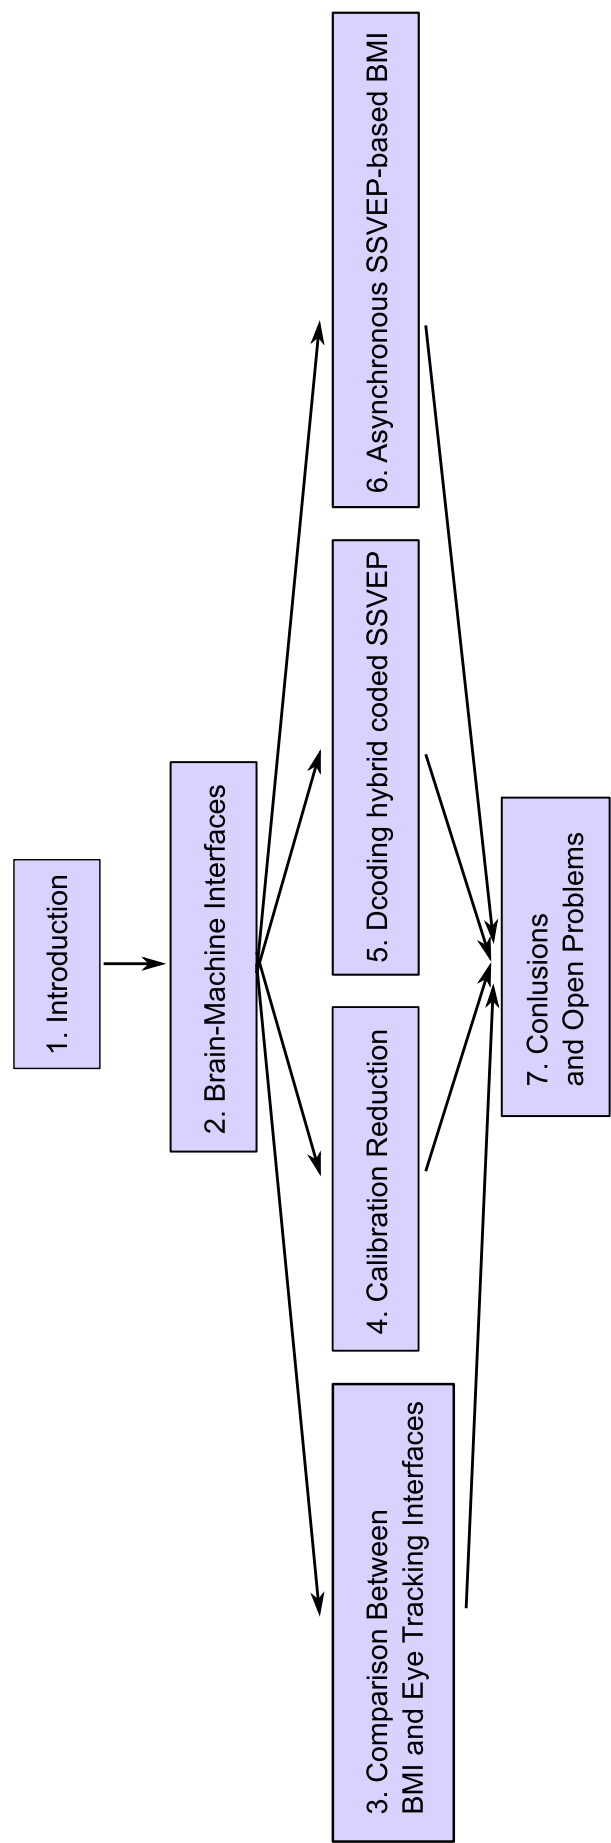 1. Introduction
2. Brain-Machine Interfaces
3. Comparison Between
BMI and Eye Tracking Interfaces
4. Calibration Reduction
5. Dcoding hybrid coded SSVEP
6. Asynchronous SSVEP-based BMI
7. Conlusions
and Open Problems